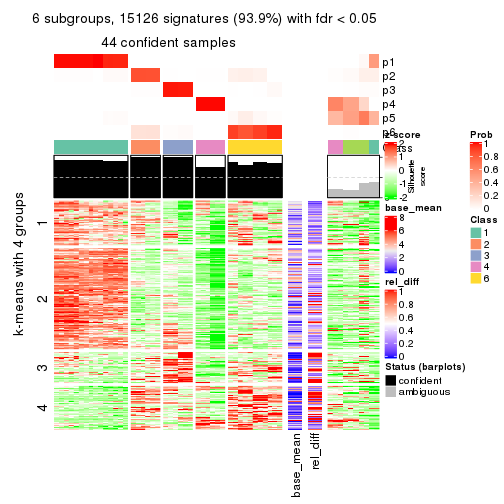 6 subgroups, 15126 signatures (93.9%) with fdr < 0.05
44 confident samples
p1
p2
p3
p4
p5
p6
Class
z-score
2
1
0
-1
-2
Silhouette
score
Prob
1
0.8
0.6
0.4
0.2
0
Class
1
2
3
4
6
base_mean
8
6
4
2
0
rel_diff
1
0.8
0.6
0.4
0.2
0
Status (barplots)
confident
ambiguous
k-means with 4 groups
1
2
3
4
base_mean
rel_diff